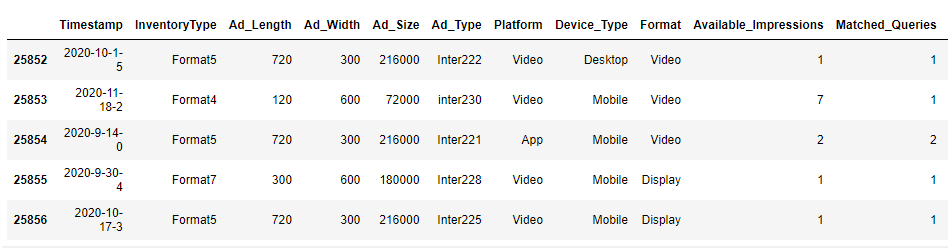 Timestamp InventoryType Ad_Length Ad_Width Ad_Size Ad_Type Platform Device_Type Format Available_Impressions Matched_Queries
25852 2020-10-1-5 Format5 720 300 216000 Inter222 Video Desktop Video 1 1
25853 2020-11-18-2 Format4 120 600 72000 inter230 Video Mobile Video 7 1
25854 2020-9-14-0 Format5 720 300 216000 Inter221 App Mobile Video 2 2
25855 2020-9-30-4 Format7 300 600 180000 Inter228 Video Mobile Display 1 1
25856 2020-10-17-3 Format5 720 300 216000 Inter225 Video Mobile Display 1 1